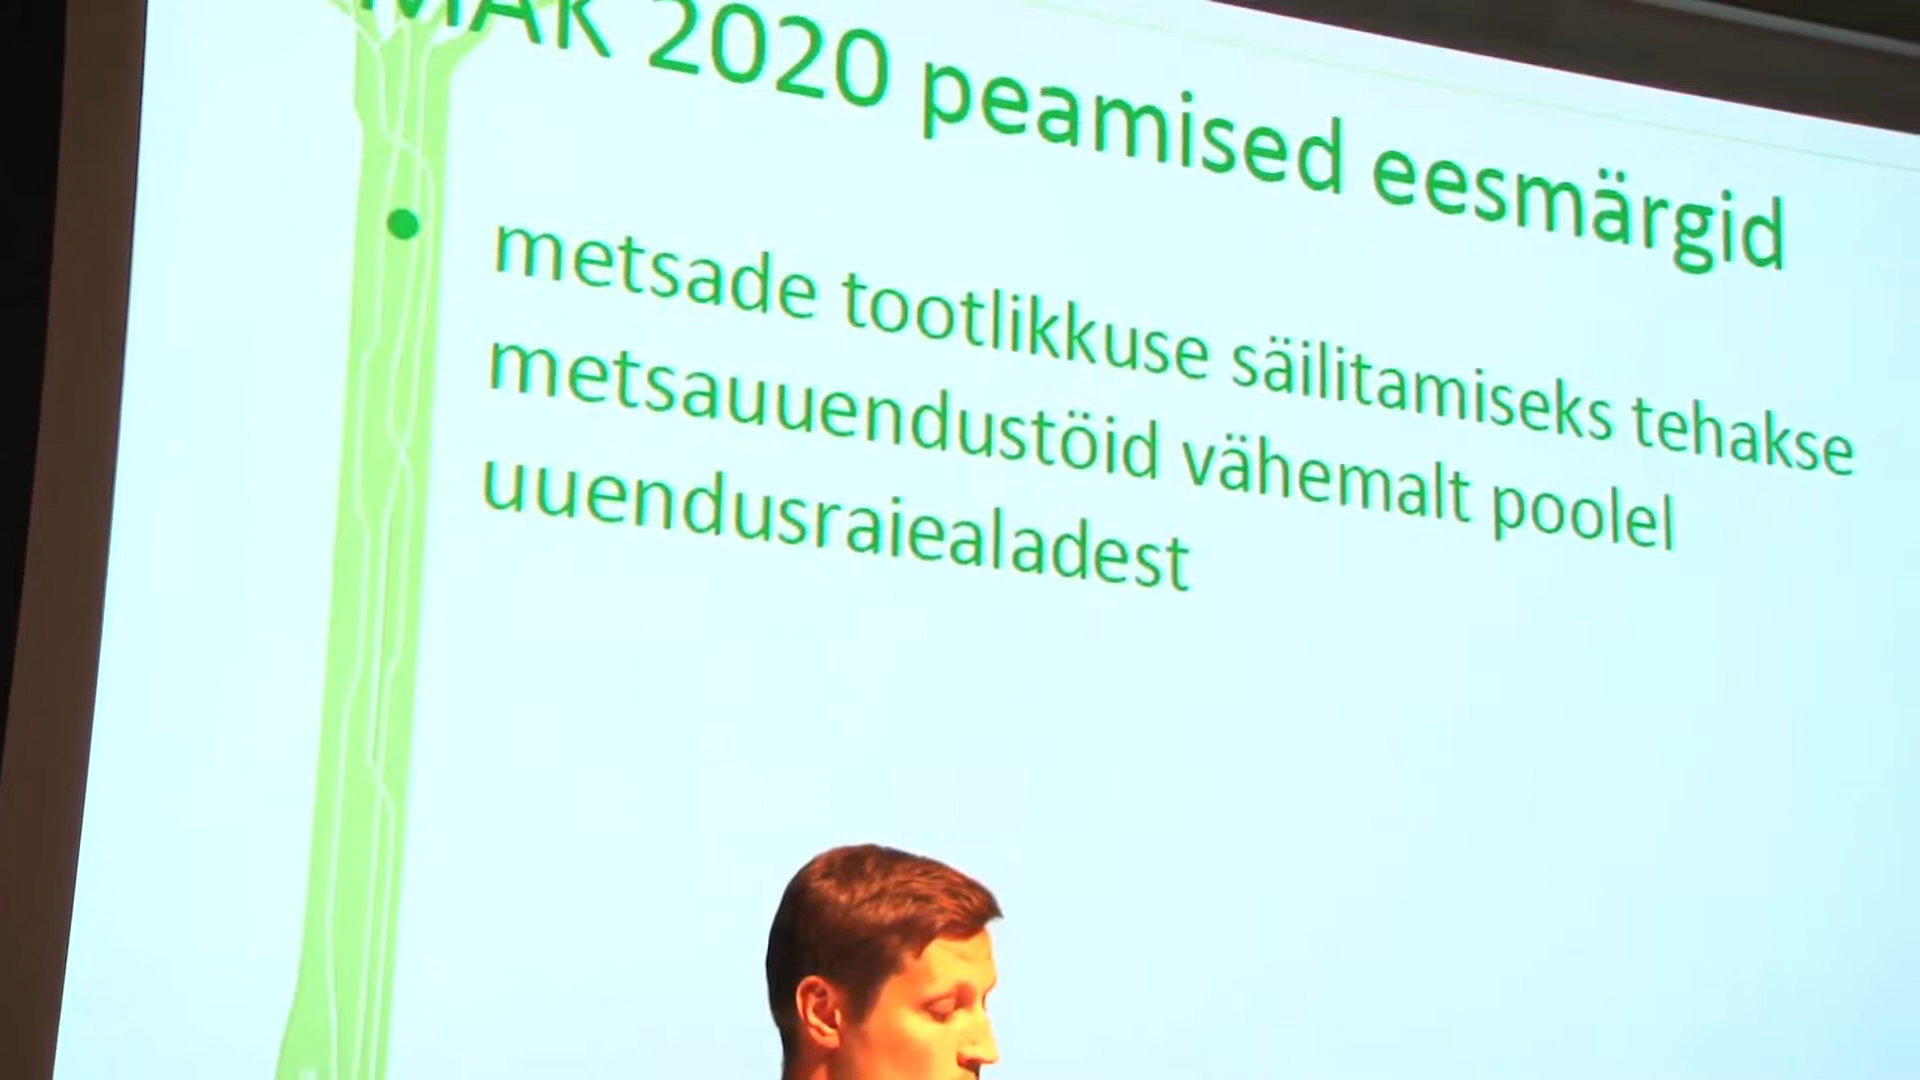 MAK 2020 peamised eesmärgid
metsade tootlikkuse säilitamiseks tehakse
metsauuendustöid vähemalt poolel
uuendusraiealadest